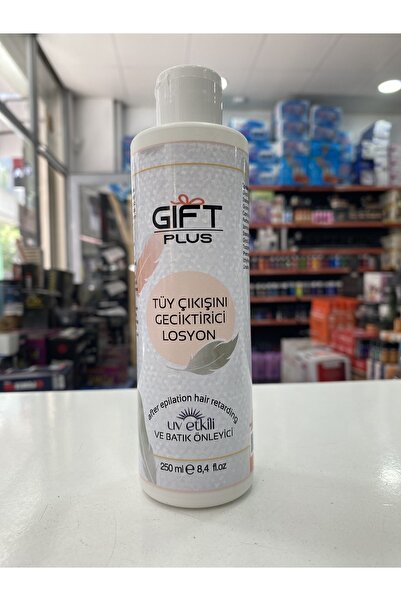 GIFT
PLUS
TÜY ÇIKIŞINI
GECİKTİRİCİ
LOSYON
after epilation hair retarding
uv etkili
VE BATIK ÖNLEYİCİ
250 ml ℮ 8,4 fl.oz